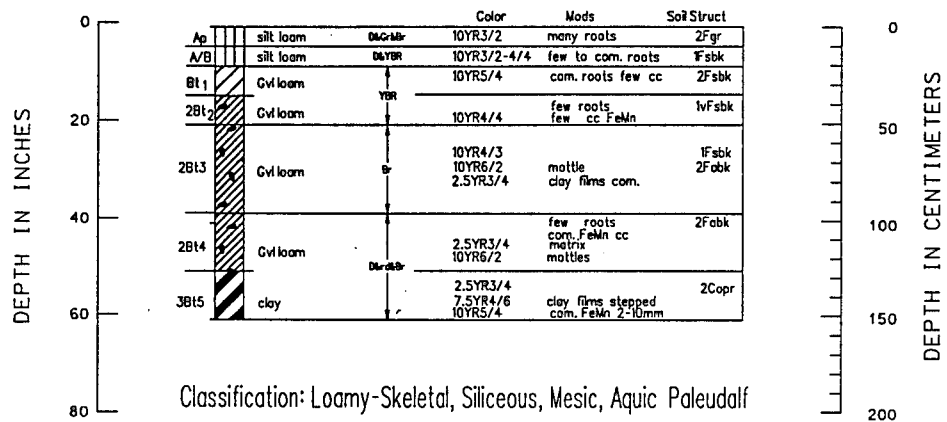 Color Mods Soil Struct
Ap silt loam Dk&Gr&Br 10YR3/2 many roots 2Fgr
A/B silt loam D&YBR 10YR3/2-4/4 few to com. roots 1Fsbk
Bt1 Gvl loam YBR 10YR5/4 com. roots few cc 2Fsbk
few roots
2Bt2 Gvl loam 10YR4/4 few cc FeMn 1vFsbk
10YR4/3 1Fsbk
2Bt3 Gvl loam Br 10YR6/2 mottle 2Fabk
2.5YR3/4 clay films com.
few roots 2Fabk
com. FeMn cc
2Bt4 Gvl loam 2.5YR3/4 matrix
D&rd&Br 10YR6/2 mottles
2.5YR3/4 2Copr
3Bt5 clay 7.5YR4/6 clay films stepped
10YR5/4 com. FeMn 2-10mm
Classification: Loamy-Skeletal, Siliceous, Mesic, Aquic Paleudalf
DEPTH IN INCHES
0
20
40
60
80
DEPTH IN CENTIMETERS
0
50
100
150
200